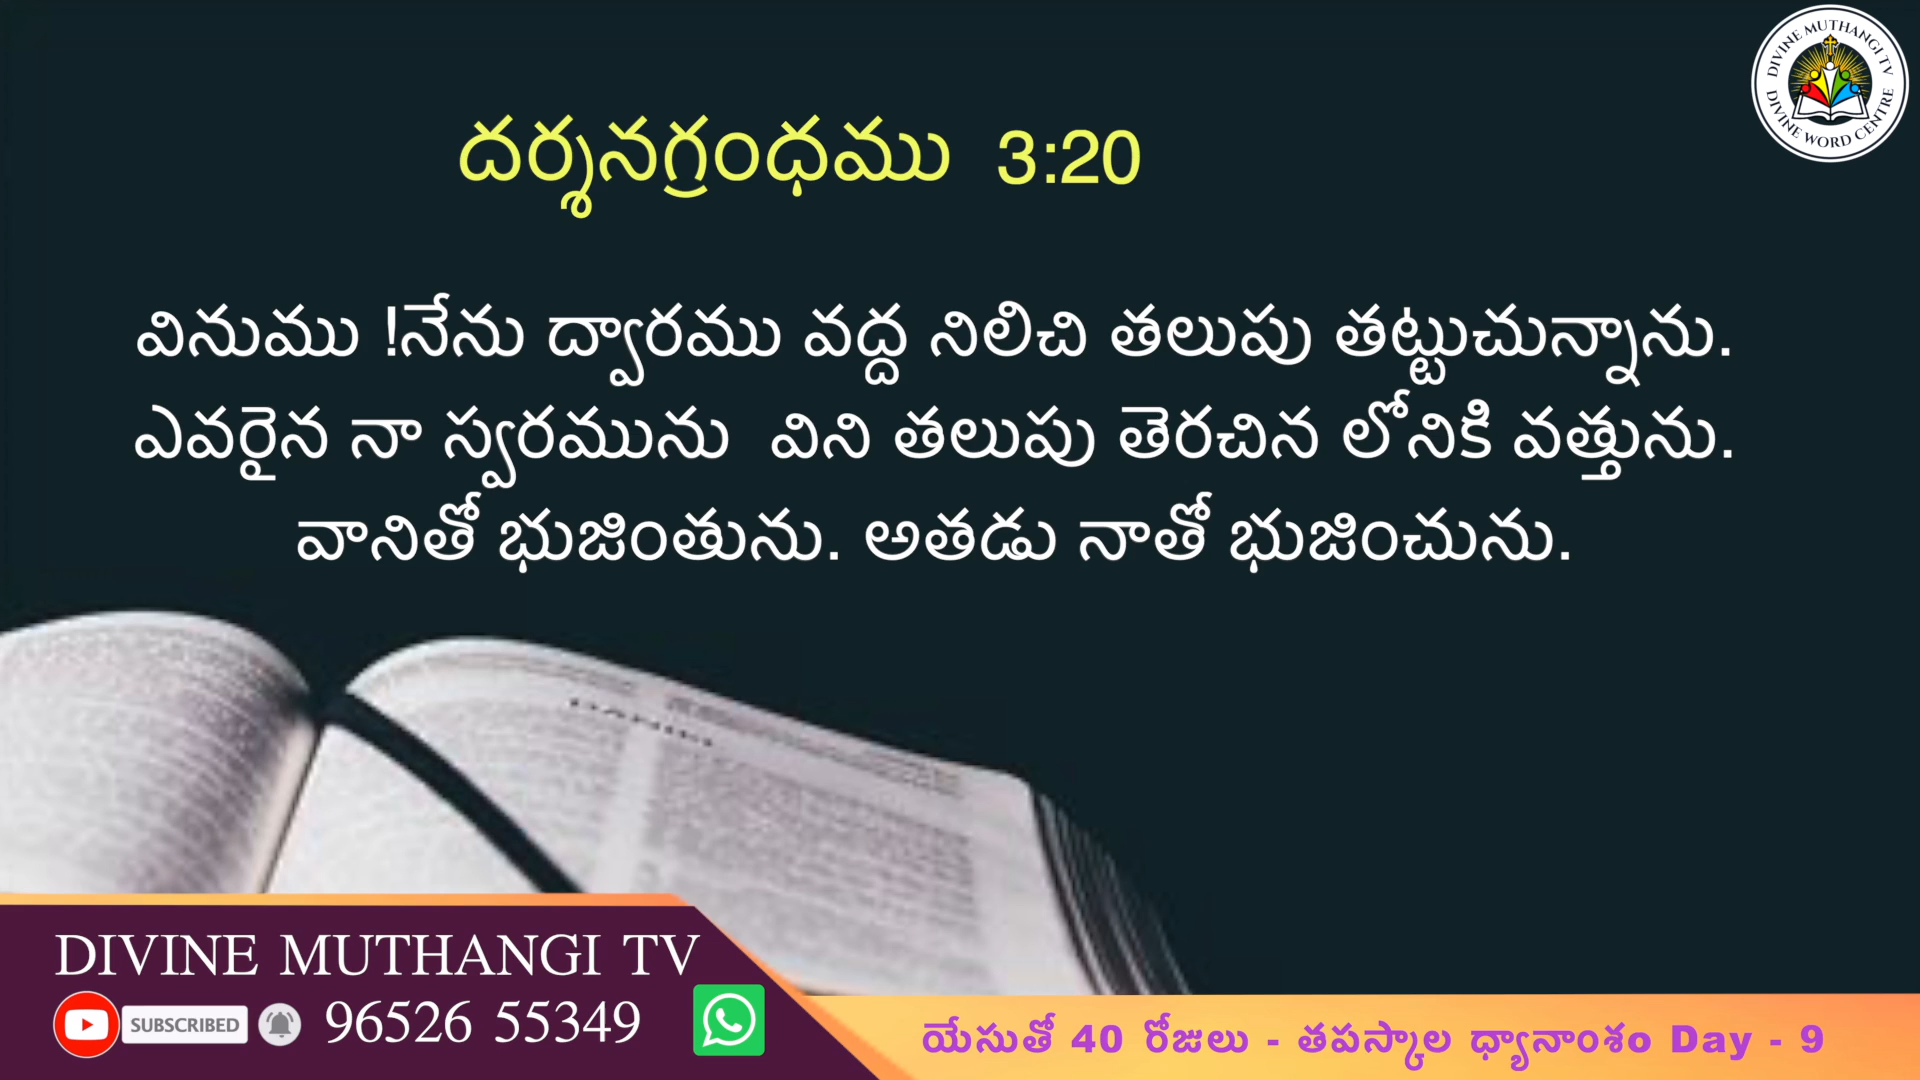 DIVINE MUTHANGI TV
DIVINE WORD CENTRE
దర్శనగ్రంధము 3:20
వినుము !నేను ద్వారము వద్ద నిలిచి తలుపు తట్టుచున్నాను.
ఎవరైన నా స్వరమును విని తలుపు తెరచిన లోనికి వత్తును.
వానితో భుజింతును. అతడు నాతో భుజించును.
DIVINE MUTHANGI TV
SUBSCRIBED 96526 55349
యేసుతో 40 రోజులు - తపస్కాల ధ్యానాంశం Day - 9